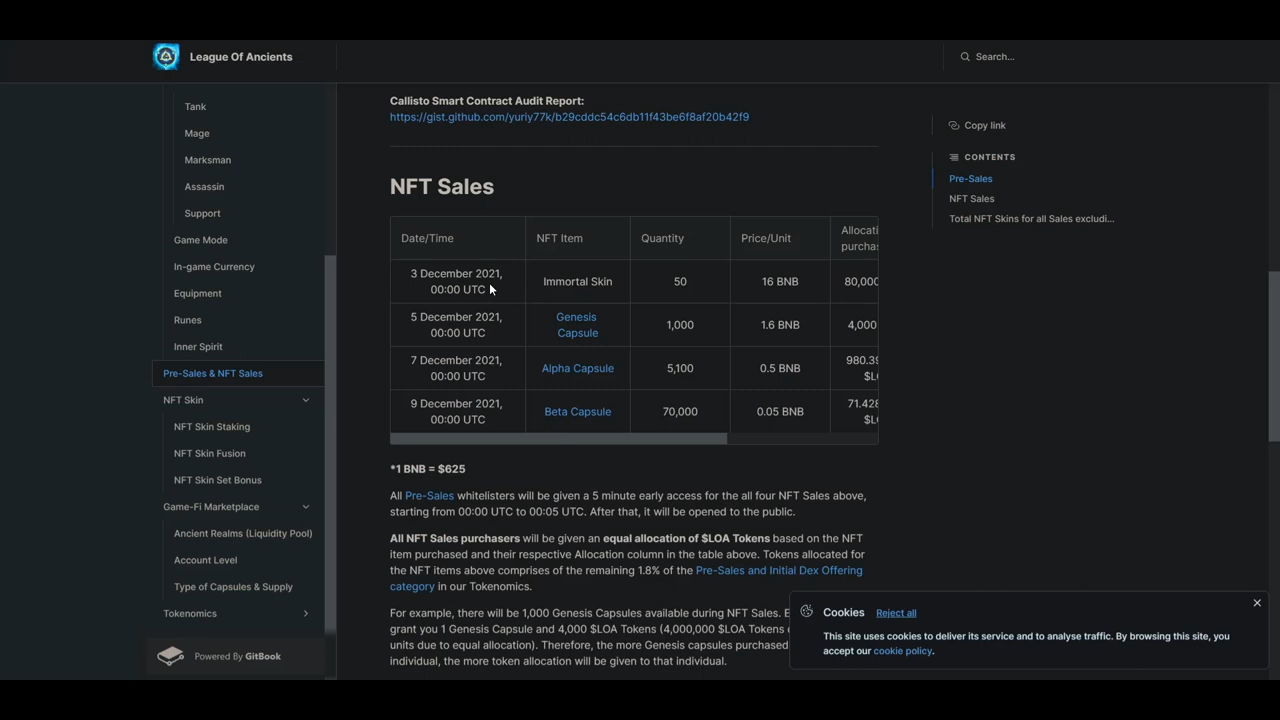 League Of Ancients
Search...
Tank
Mage
Marksman
Assassin
Support
Game Mode
In-game Currency
Equipment
Runes
Inner Spirit
Pre-Sales & NFT Sales
NFT Skin
NFT Skin Staking
NFT Skin Fusion
NFT Skin Set Bonus
Game-Fi Marketplace
Ancient Realms (Liquidity Pool)
Account Level
Type of Capsules & Supply
Tokenomics
Powered By GitBook
Callisto Smart Contract Audit Report:
https://gist.github.com/yuriy77k/b29cddc54c6db11f43be6f8af20b42f9
NFT Sales
Date/Time NFT Item Quantity Price/Unit Allocati
purchas
3 December 2021,
00:00 UTC Immortal Skin 50 16 BNB 80,000
5 December 2021,
00:00 UTC Genesis
Capsule 1,000 1.6 BNB 4,000
7 December 2021,
00:00 UTC Alpha Capsule 5,100 0.5 BNB 980.39
$L
9 December 2021,
00:00 UTC Beta Capsule 70,000 0.05 BNB 71.428
$L
*1 BNB = $625
All Pre-Sales whitelisters will be given a 5 minute early access for the all four NFT Sales above,
starting from 00:00 UTC to 00:05 UTC. After that, it will be opened to the public.
All NFT Sales purchasers will be given an equal allocation of $LOA Tokens based on the NFT
item purchased and their respective Allocation column in the table above. Tokens allocated for
the NFT items above comprises of the remaining 1.8% of the Pre-Sales and Initial Dex Offering
category in our Tokenomics.
For example, there will be 1,000 Genesis Capsules available during NFT Sales. E
grant you 1 Genesis Capsule and 4,000 $LOA Tokens (4,000,000 $LOA Tokens
units due to equal allocation). Therefore, the more Genesis capsules purchased
individual, the more token allocation will be given to that individual.
Copy link
CONTENTS
Pre-Sales
NFT Sales
Total NFT Skins for all Sales excludi...
Cookies Reject all
This site uses cookies to deliver its service and to analyse traffic. By browsing this site, you
accept our cookie policy.